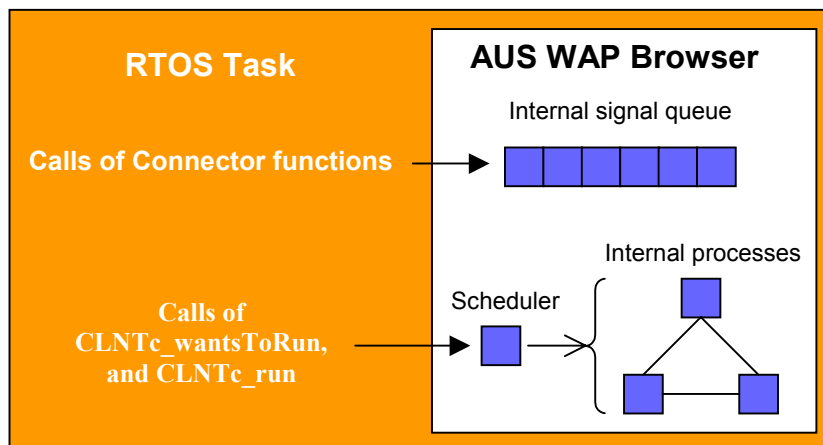 RTOS Task
AUS WAP Browser
Internal signal queue
Calls of Connector functions
Internal processes
Scheduler
Calls of
CLNTc_wantsToRun,
and CLNTc_run